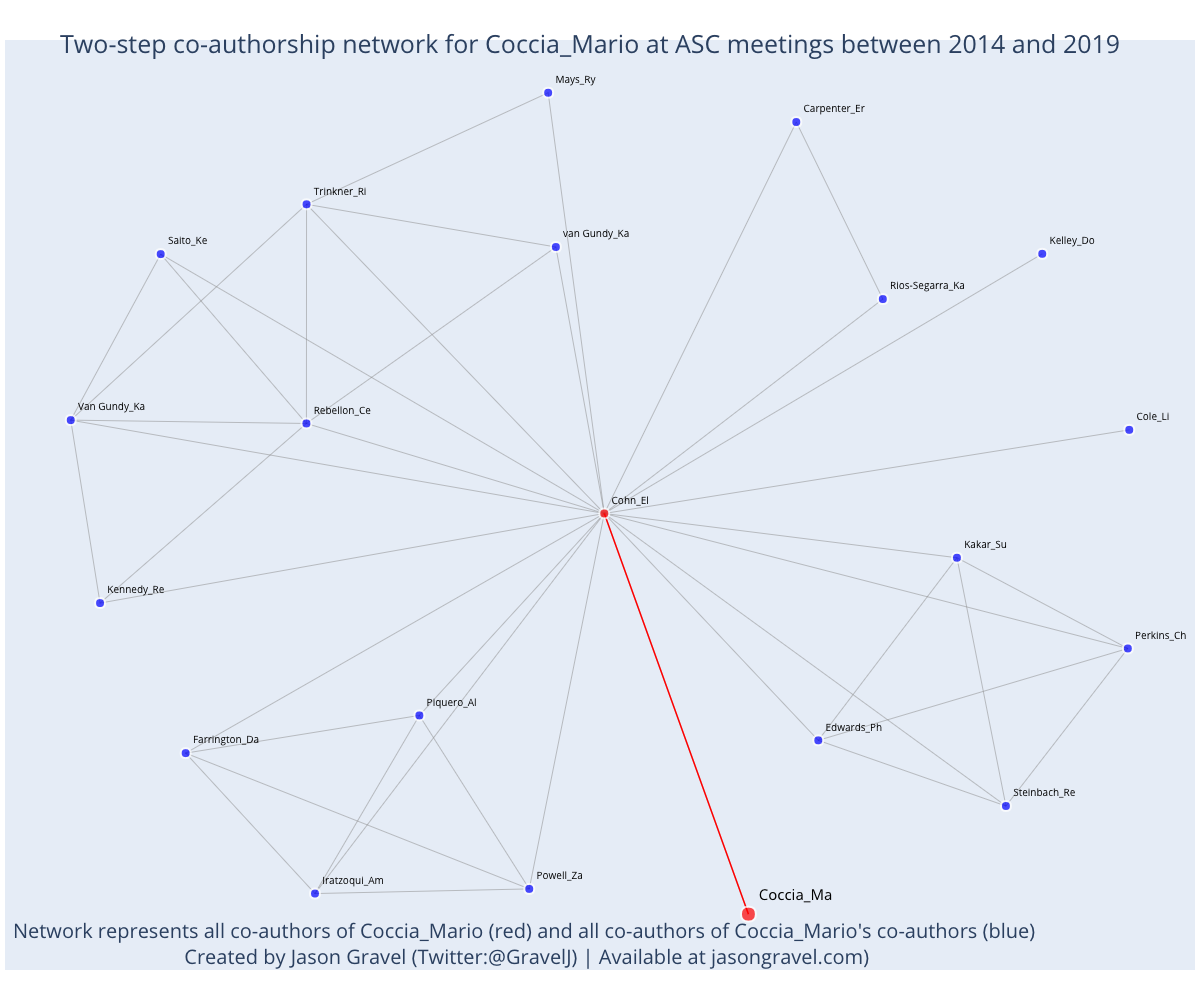 Two-step co-authorship network for Coccia_Mario at ASC meetings between 2014 and 2019
Mays_Ry
Carpenter_Er
Trinkner_Ri
van Gundy_Ka
Saito_Ke
Kelley_Do
Rios-Segarra_Ka
Van Gundy_Ka
Rebellon_Ce
Cole_Li
Cohn_El
Kakar_Su
Kennedy_Re
Perkins_Ch
Piquero_Al
Farrington_Da
Edwards_Ph
Steinbach_Re
Iratzoqui_Am
Powell_Za
Coccia_Ma
Network represents all co-authors of Coccia_Mario (red) and all co-authors of Coccia_Mario's co-authors (blue)
Created by Jason Gravel (Twitter:@GravelJ) | Available at jasongravel.com)